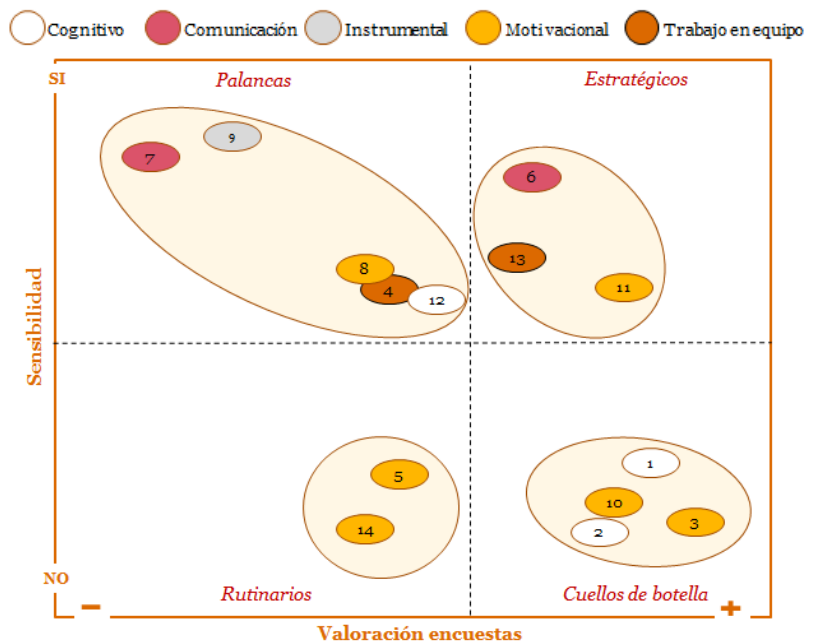 Cognitivo Comunicación Instrumental Motivacional Trabajo en equipo
SI
Palancas Estratégicos
9
7
6
13
8
11
4
12
Sensibilidad
1
5
10
3
14
2
NO
Rutinarios Cuellos de botella
− +
Valoración encuestas